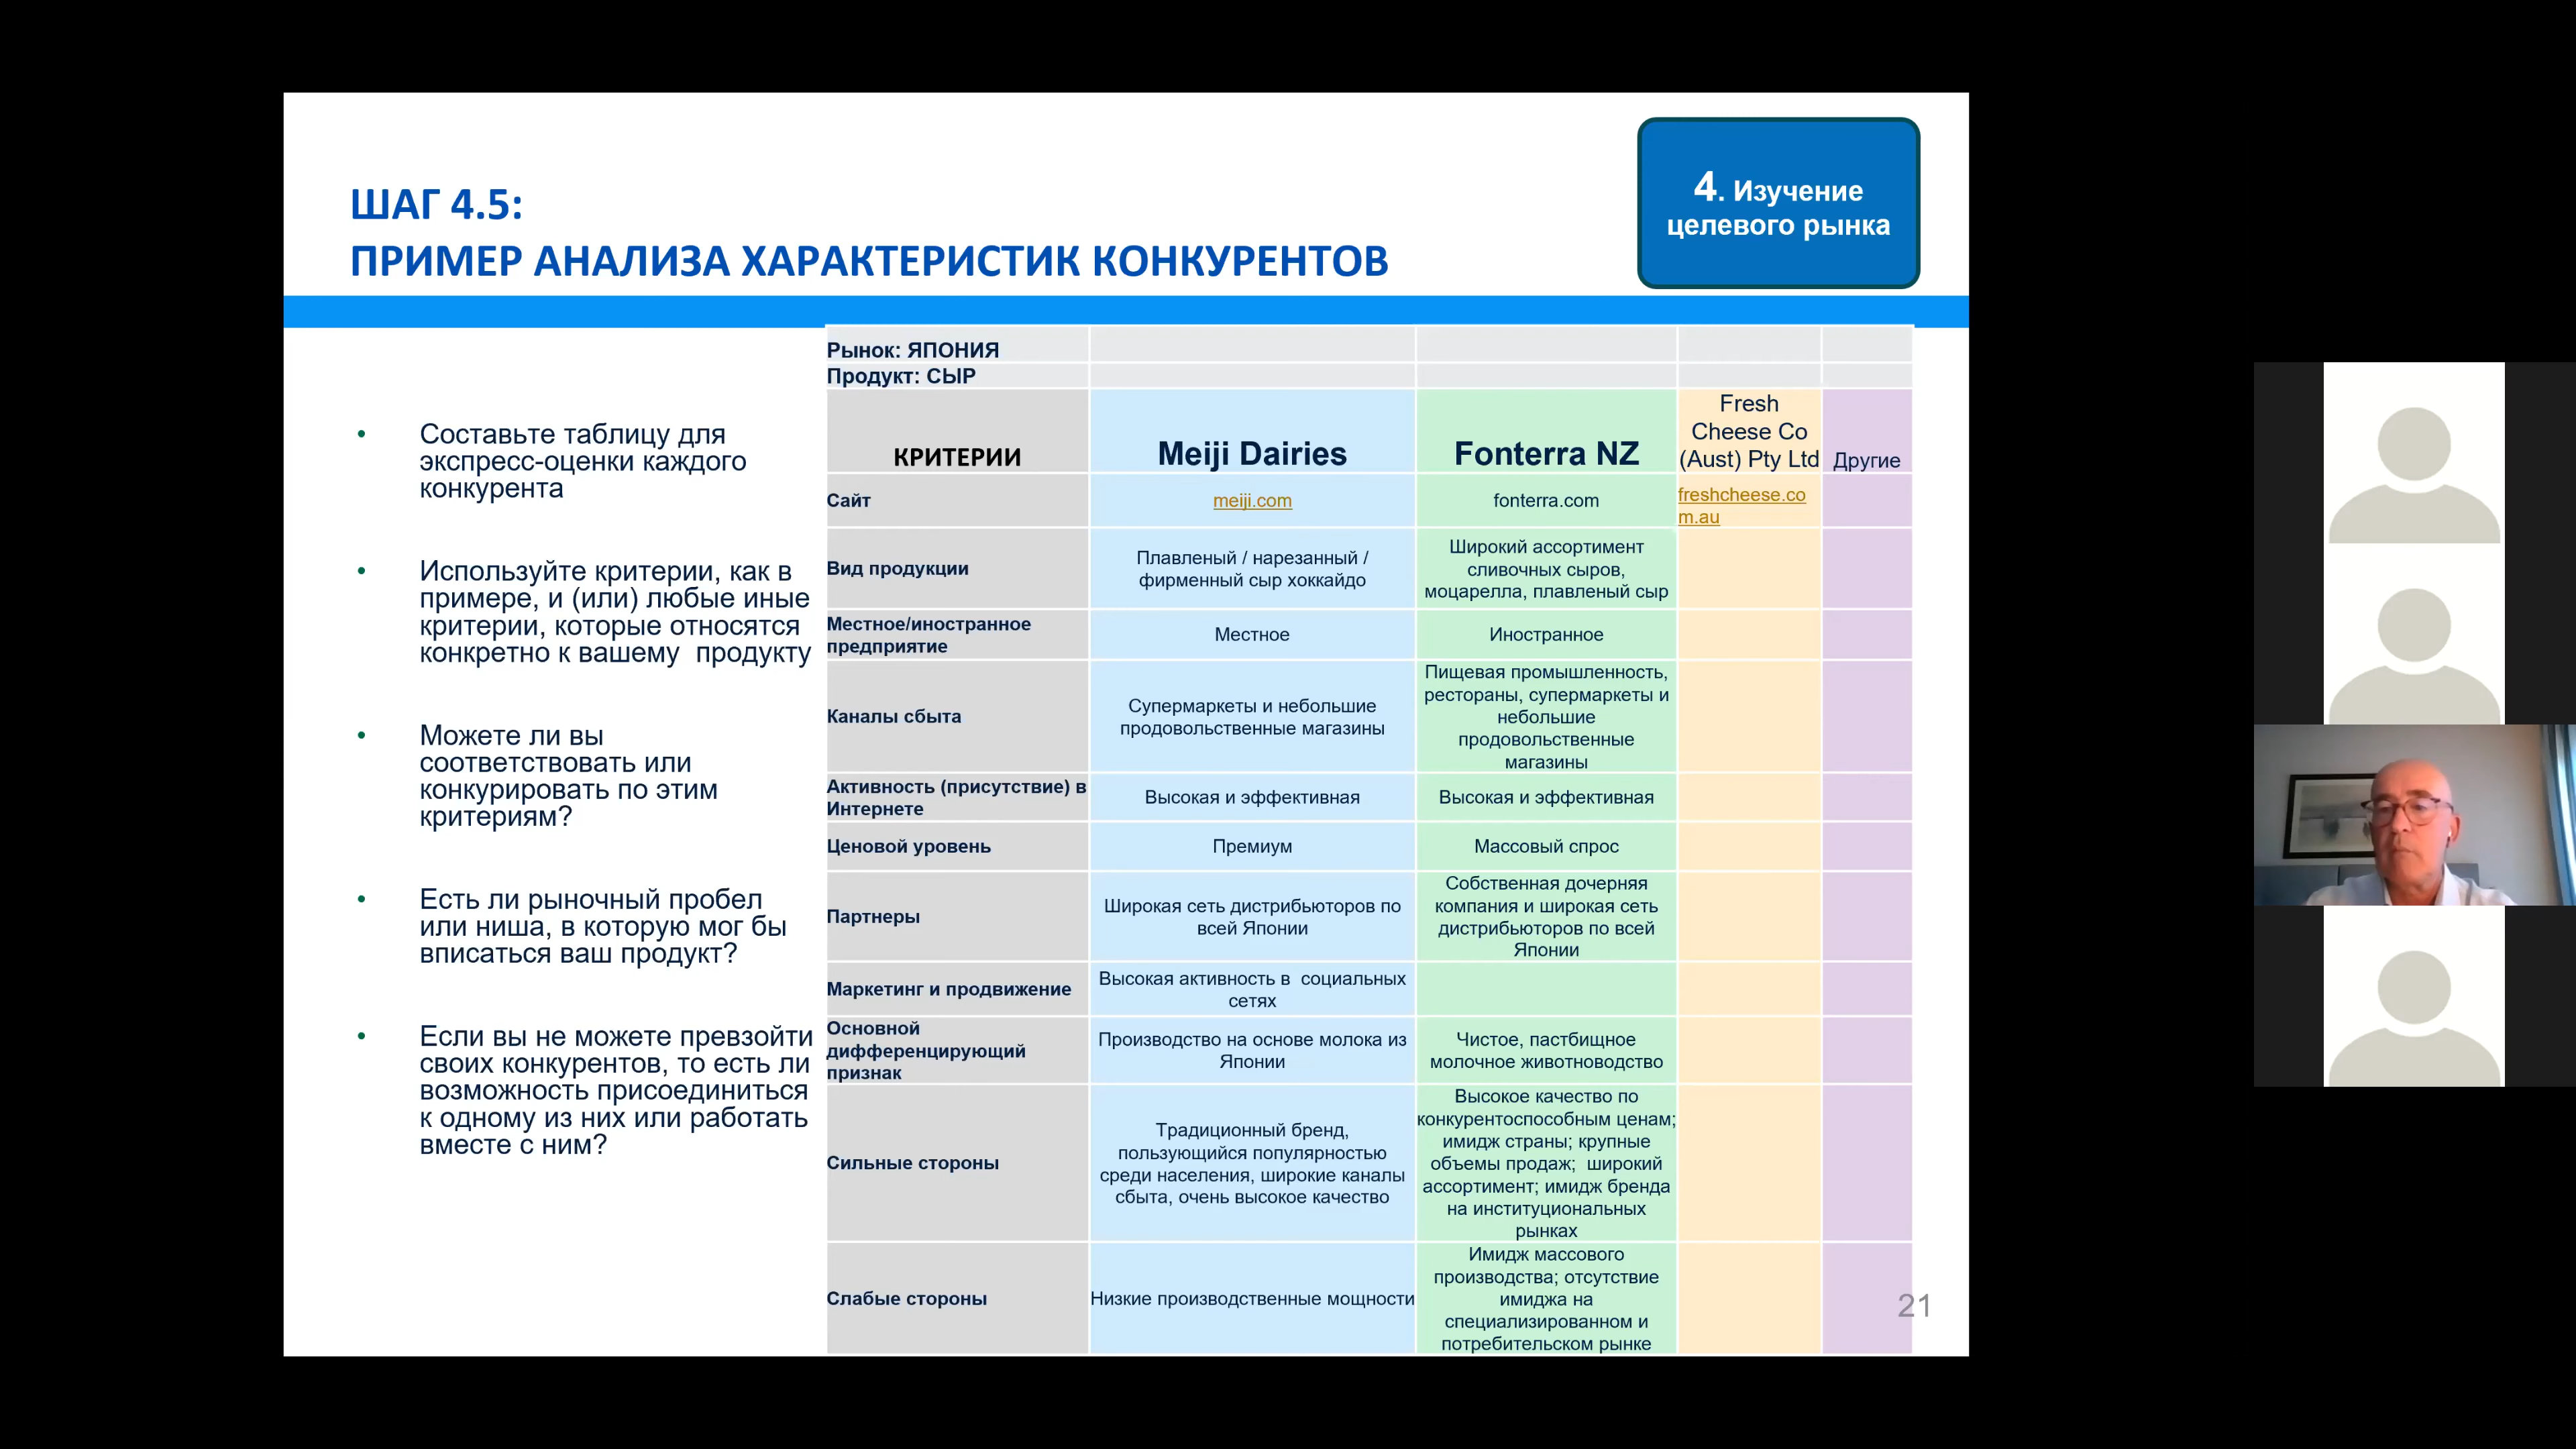 ШАГ 4.5:
ПРИМЕР АНАЛИЗА ХАРАКТЕРИСТИК КОНКУРЕНТОВ
4. Изучение
целевого рынка
• Составьте таблицу для
экспресс-оценки каждого
конкурента
• Используйте критерии, как в
примере, и (или) любые иные
критерии, которые относятся
конкретно к вашему продукту
• Можете ли вы
соответствовать или
конкурировать по этим
критериям?
• Есть ли рыночный пробел
или ниша, в которую мог бы
вписаться ваш продукт?
• Если вы не можете превзойти
своих конкурентов, то есть ли
возможность присоединиться
к одному из них или работать
вместе с ним?
Рынок: ЯПОНИЯ
Продукт: СЫР
КРИТЕРИИ
Meiji Dairies
Fonterra NZ
Fresh
Cheese Co
(Aust) Pty Ltd
Другие
Сайт
meiji.com
fonterra.com
freshcheese.co
m.au
Вид продукции
Плавленый / нарезанный /
фирменный сыр хоккайдо
Широкий ассортимент
сливочных сыров,
моцарелла, плавленый сыр
Местное/иностранное
предприятие
Местное
Иностранное
Каналы сбыта
Супермаркеты и небольшие
продовольственные магазины
Пищевая промышленность,
рестораны, супермаркеты и
небольшие
продовольственные
магазины
Активность (присутствие) в
Интернете
Высокая и эффективная
Высокая и эффективная
Ценовой уровень
Премиум
Массовый спрос
Партнеры
Широкая сеть дистрибьюторов по
всей Японии
Собственная дочерняя
компания и широкая сеть
дистрибьюторов по всей
Японии
Маркетинг и продвижение
Высокая активность в социальных
сетях
Основной
дифференцирующий
признак
Производство на основе молока из
Японии
Чистое, пастбищное
молочное животноводство
Сильные стороны
Традиционный бренд,
пользующийся популярностью
среди населения, широкие каналы
сбыта, очень высокое качество
Высокое качество по
конкурентоспособным ценам;
имидж страны; крупные
объемы продаж; широкий
ассортимент; имидж бренда
на институциональных
рынках
Слабые стороны
Низкие производственные мощности
Имидж массового
производства; отсутствие
имиджа на
специализированном и
потребительском рынке
21